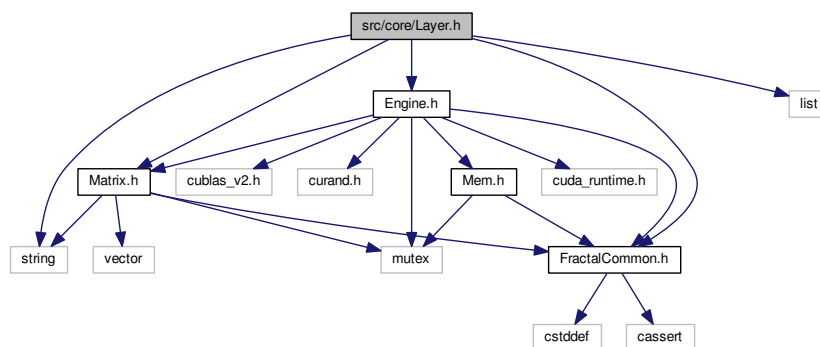 src/core/Layer.h
Engine.h
list
Matrix.h
cublas_v2.h
curand.h
Mem.h
cuda_runtime.h
string
vector
mutex
FractalCommon.h
cstddef
cassert